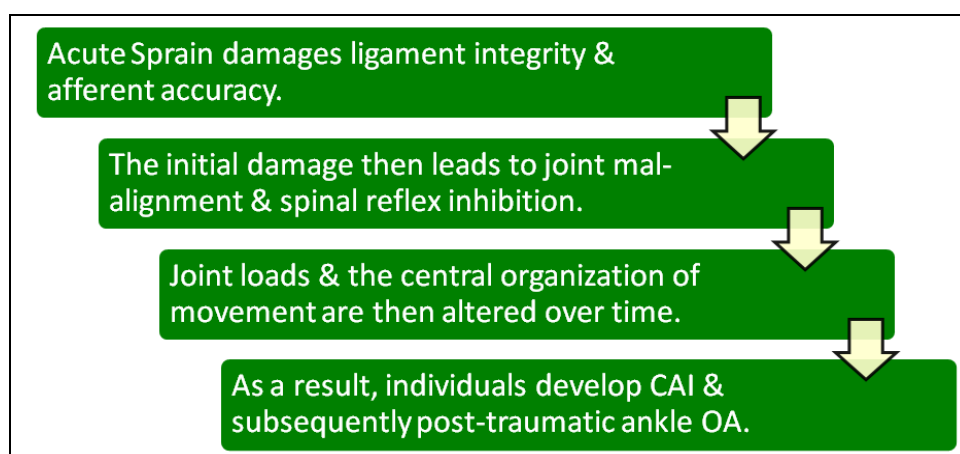 Acute Sprain damages ligament integrity &
afferent accuracy.
The initial damage then leads to joint mal-
alignment & spinal reflex inhibition.
Joint loads & the central organization of
movement are then altered over time.
As a result, individuals develop CAI &
subsequently post-traumatic ankle OA.